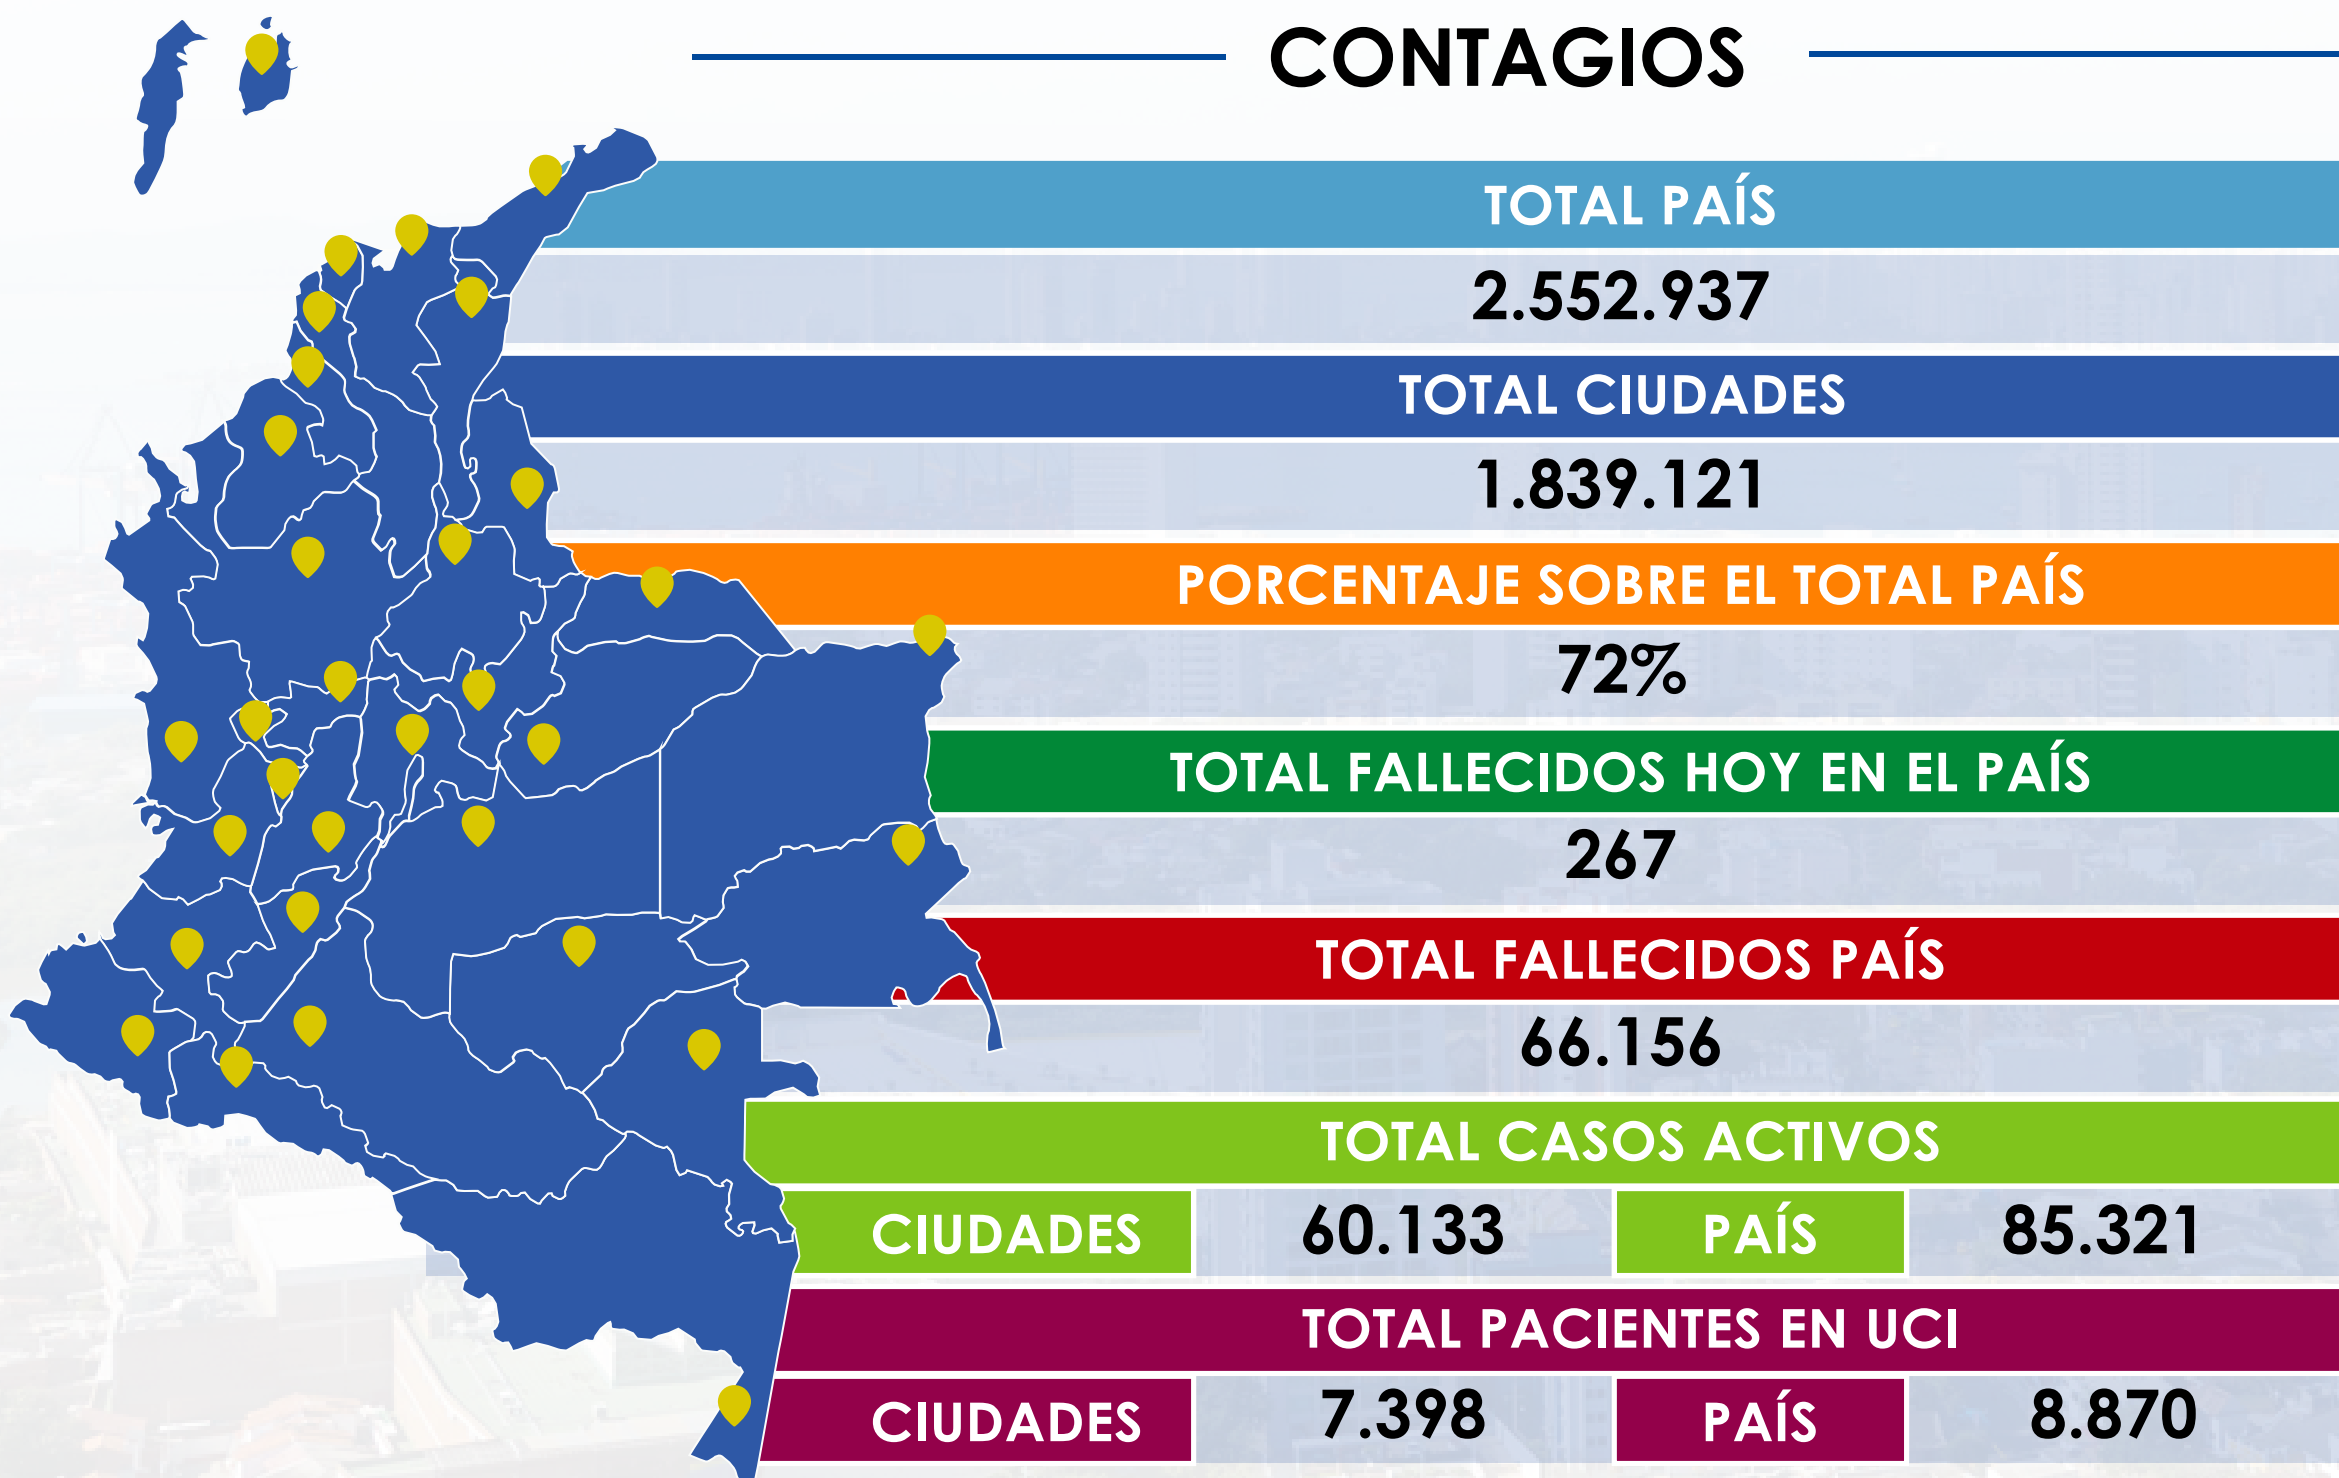 CONTAGIOS
TOTAL PAÍS
2.552.937
TOTAL CIUDADES
1.839.121
PORCENTAJE SOBRE EL TOTAL PAÍS
72%
TOTAL FALLECIDOS HOY EN EL PAÍS
267
TOTAL FALLECIDOS PAÍS
66.156
TOTAL CASOS ACTIVOS
CIUDADES 60.133 PAÍS 85.321
TOTAL PACIENTES EN UCI
CIUDADES 7.398 PAÍS 8.870